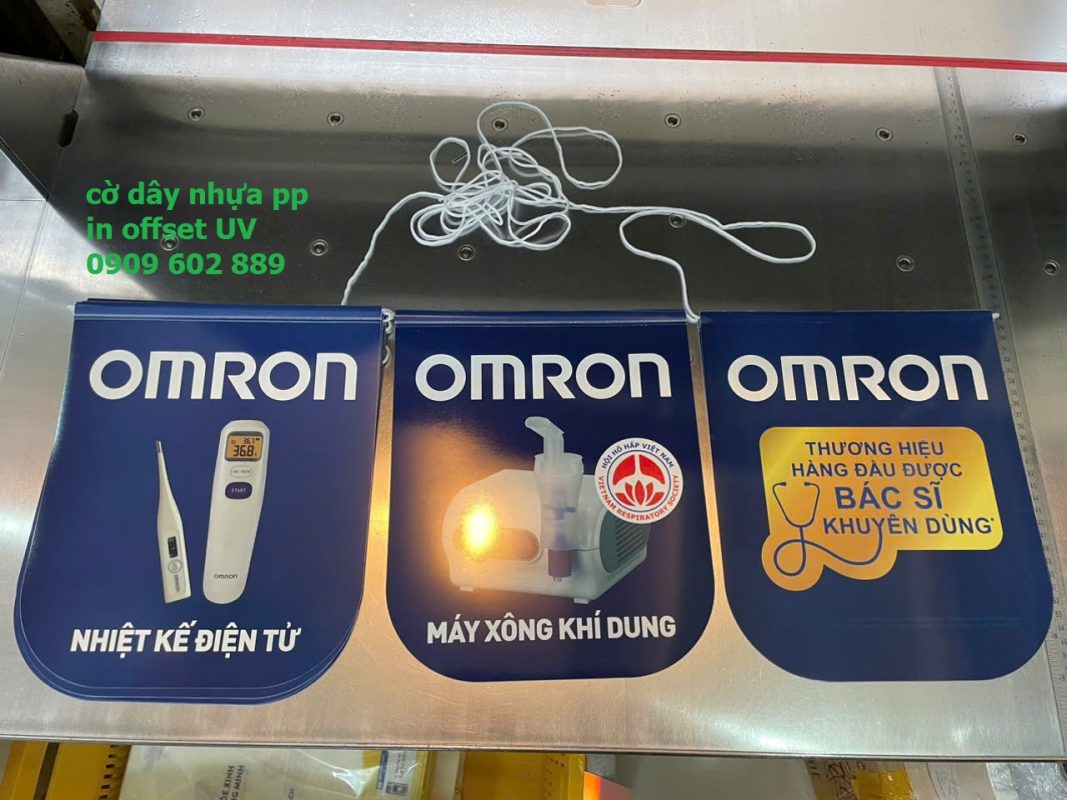 cờ dây nhựa pp
in offset UV
0909 602 889
OMRON
36.8
START
OMRON
NHIỆT KẾ ĐIỆN TỬ
OMRON
HỘI HÔ HẤP VIỆT NAM
VIETNAM RESPIRATORY SOCIETY
MÁY XÔNG KHÍ DUNG
OMRON
THƯƠNG HIỆU
HÀNG ĐẦU ĐƯỢC
BÁC SĨ
KHUYÊN DÙNG*